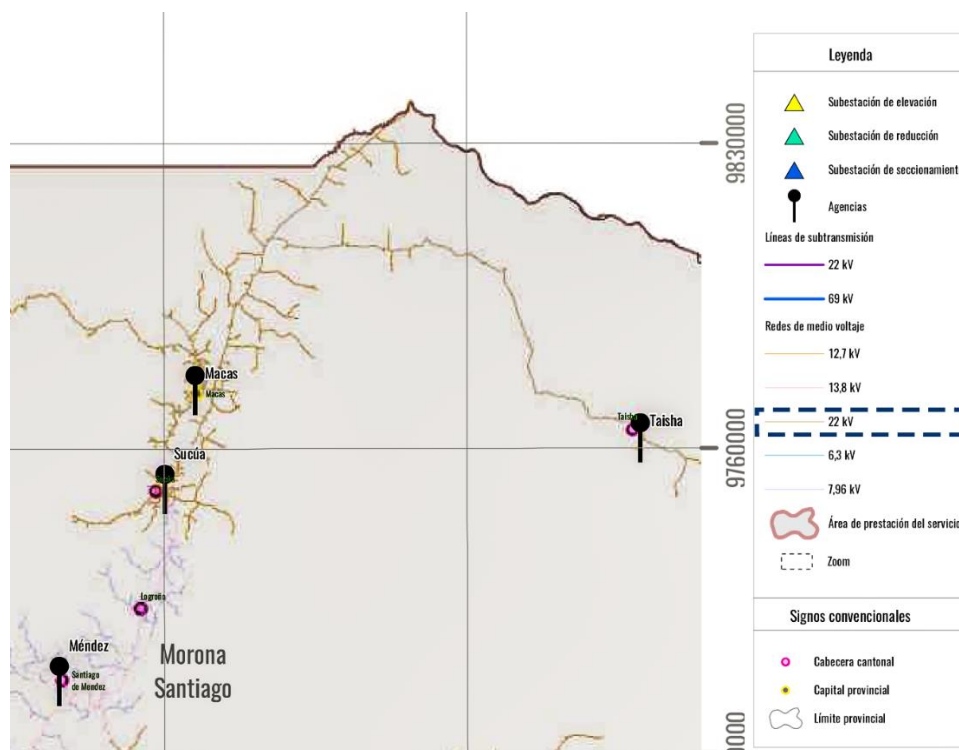 Macas
Macas
Sucúa
Taisha
Logroño
Méndez
Santiago
de Mendez
Morona
Santiago
9830000
9760000
Leyenda
Subestación de elevación
Subestación de reducción
Subestación de seccionamient
Agencias
Líneas de subtransmisión
22 kV
69 kV
Redes de medio voltaje
12,7 kV
13,8 kV
22 kV
6,3 kV
7,96 kV
Área de prestación del servicio
Zoom
Signos convencionales
Cabecera cantonal
Capital provincial
Límite provincial